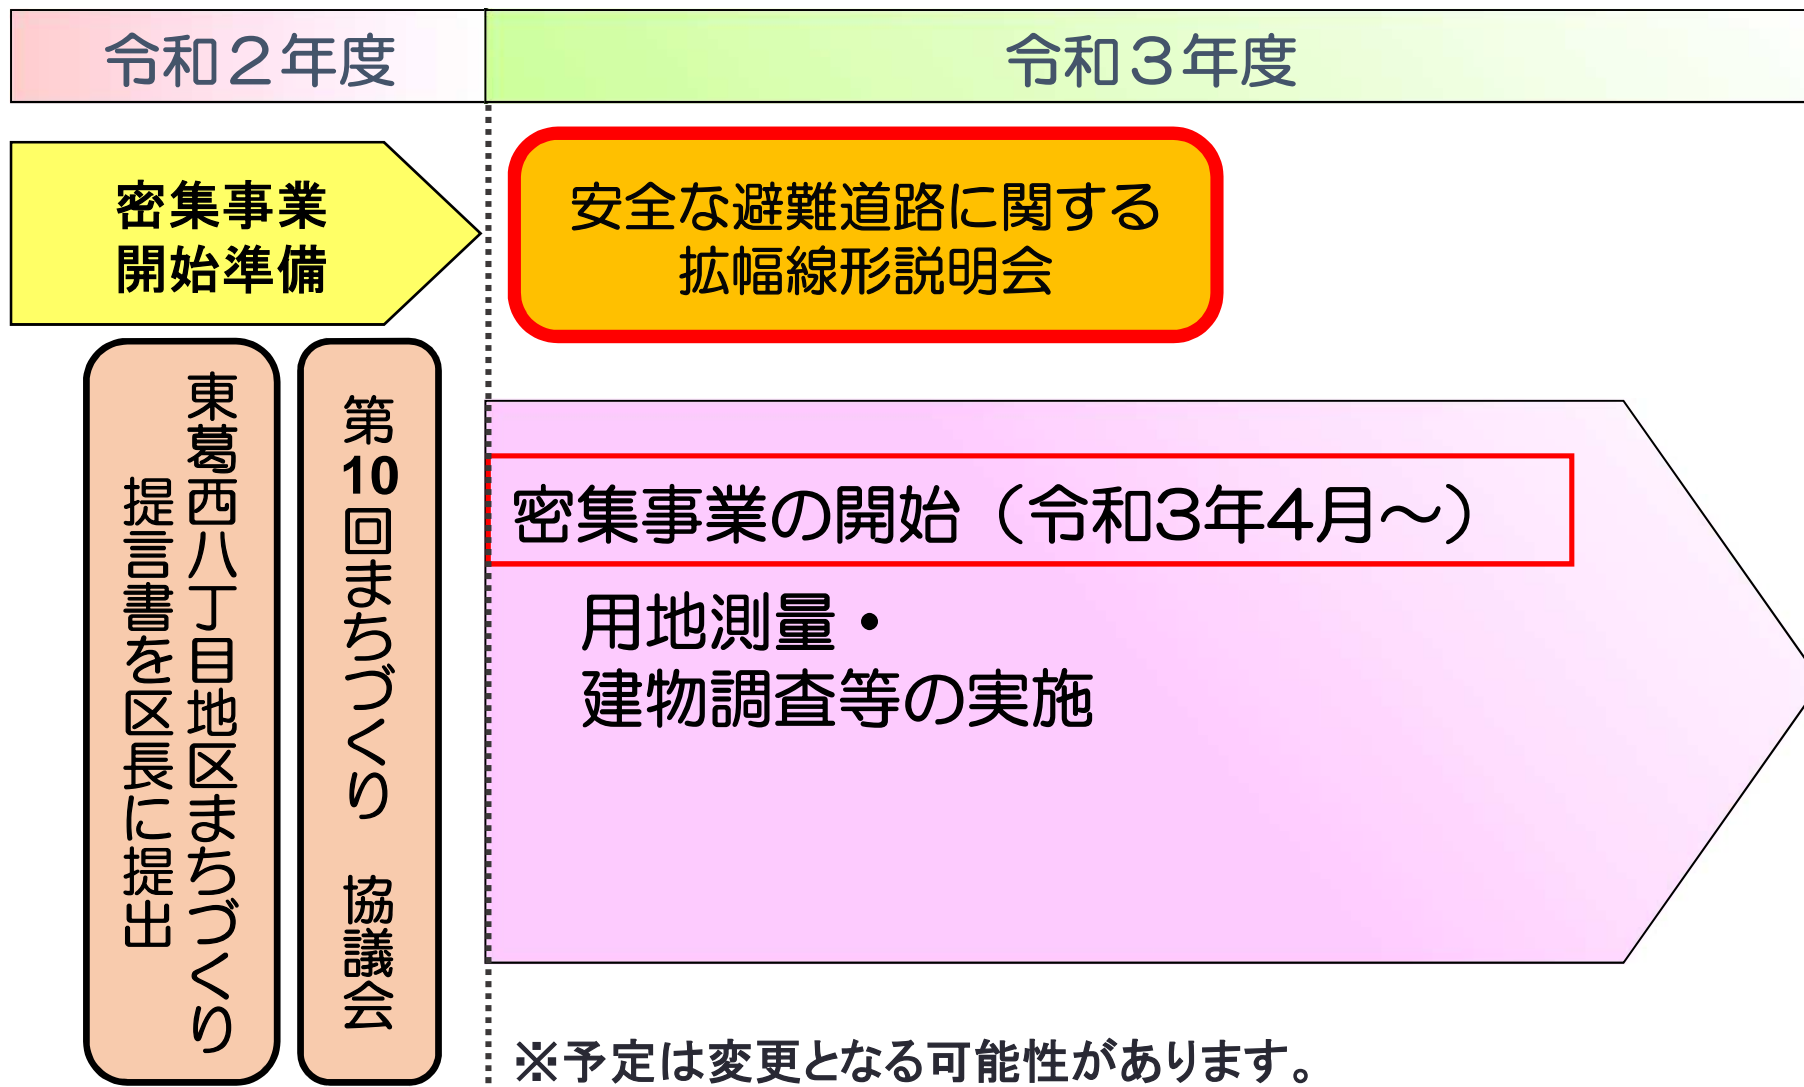 令和２年度
令和３年度
密集事業
開始準備
安全な避難道路に関する
拡幅線形説明会
東葛西八丁目地区まちづくり
提言書を区長に提出
第10回まちづくり　協議会
密集事業の開始（令和3年4月～）
用地測量・
建物調査等の実施
※予定は変更となる可能性があります。